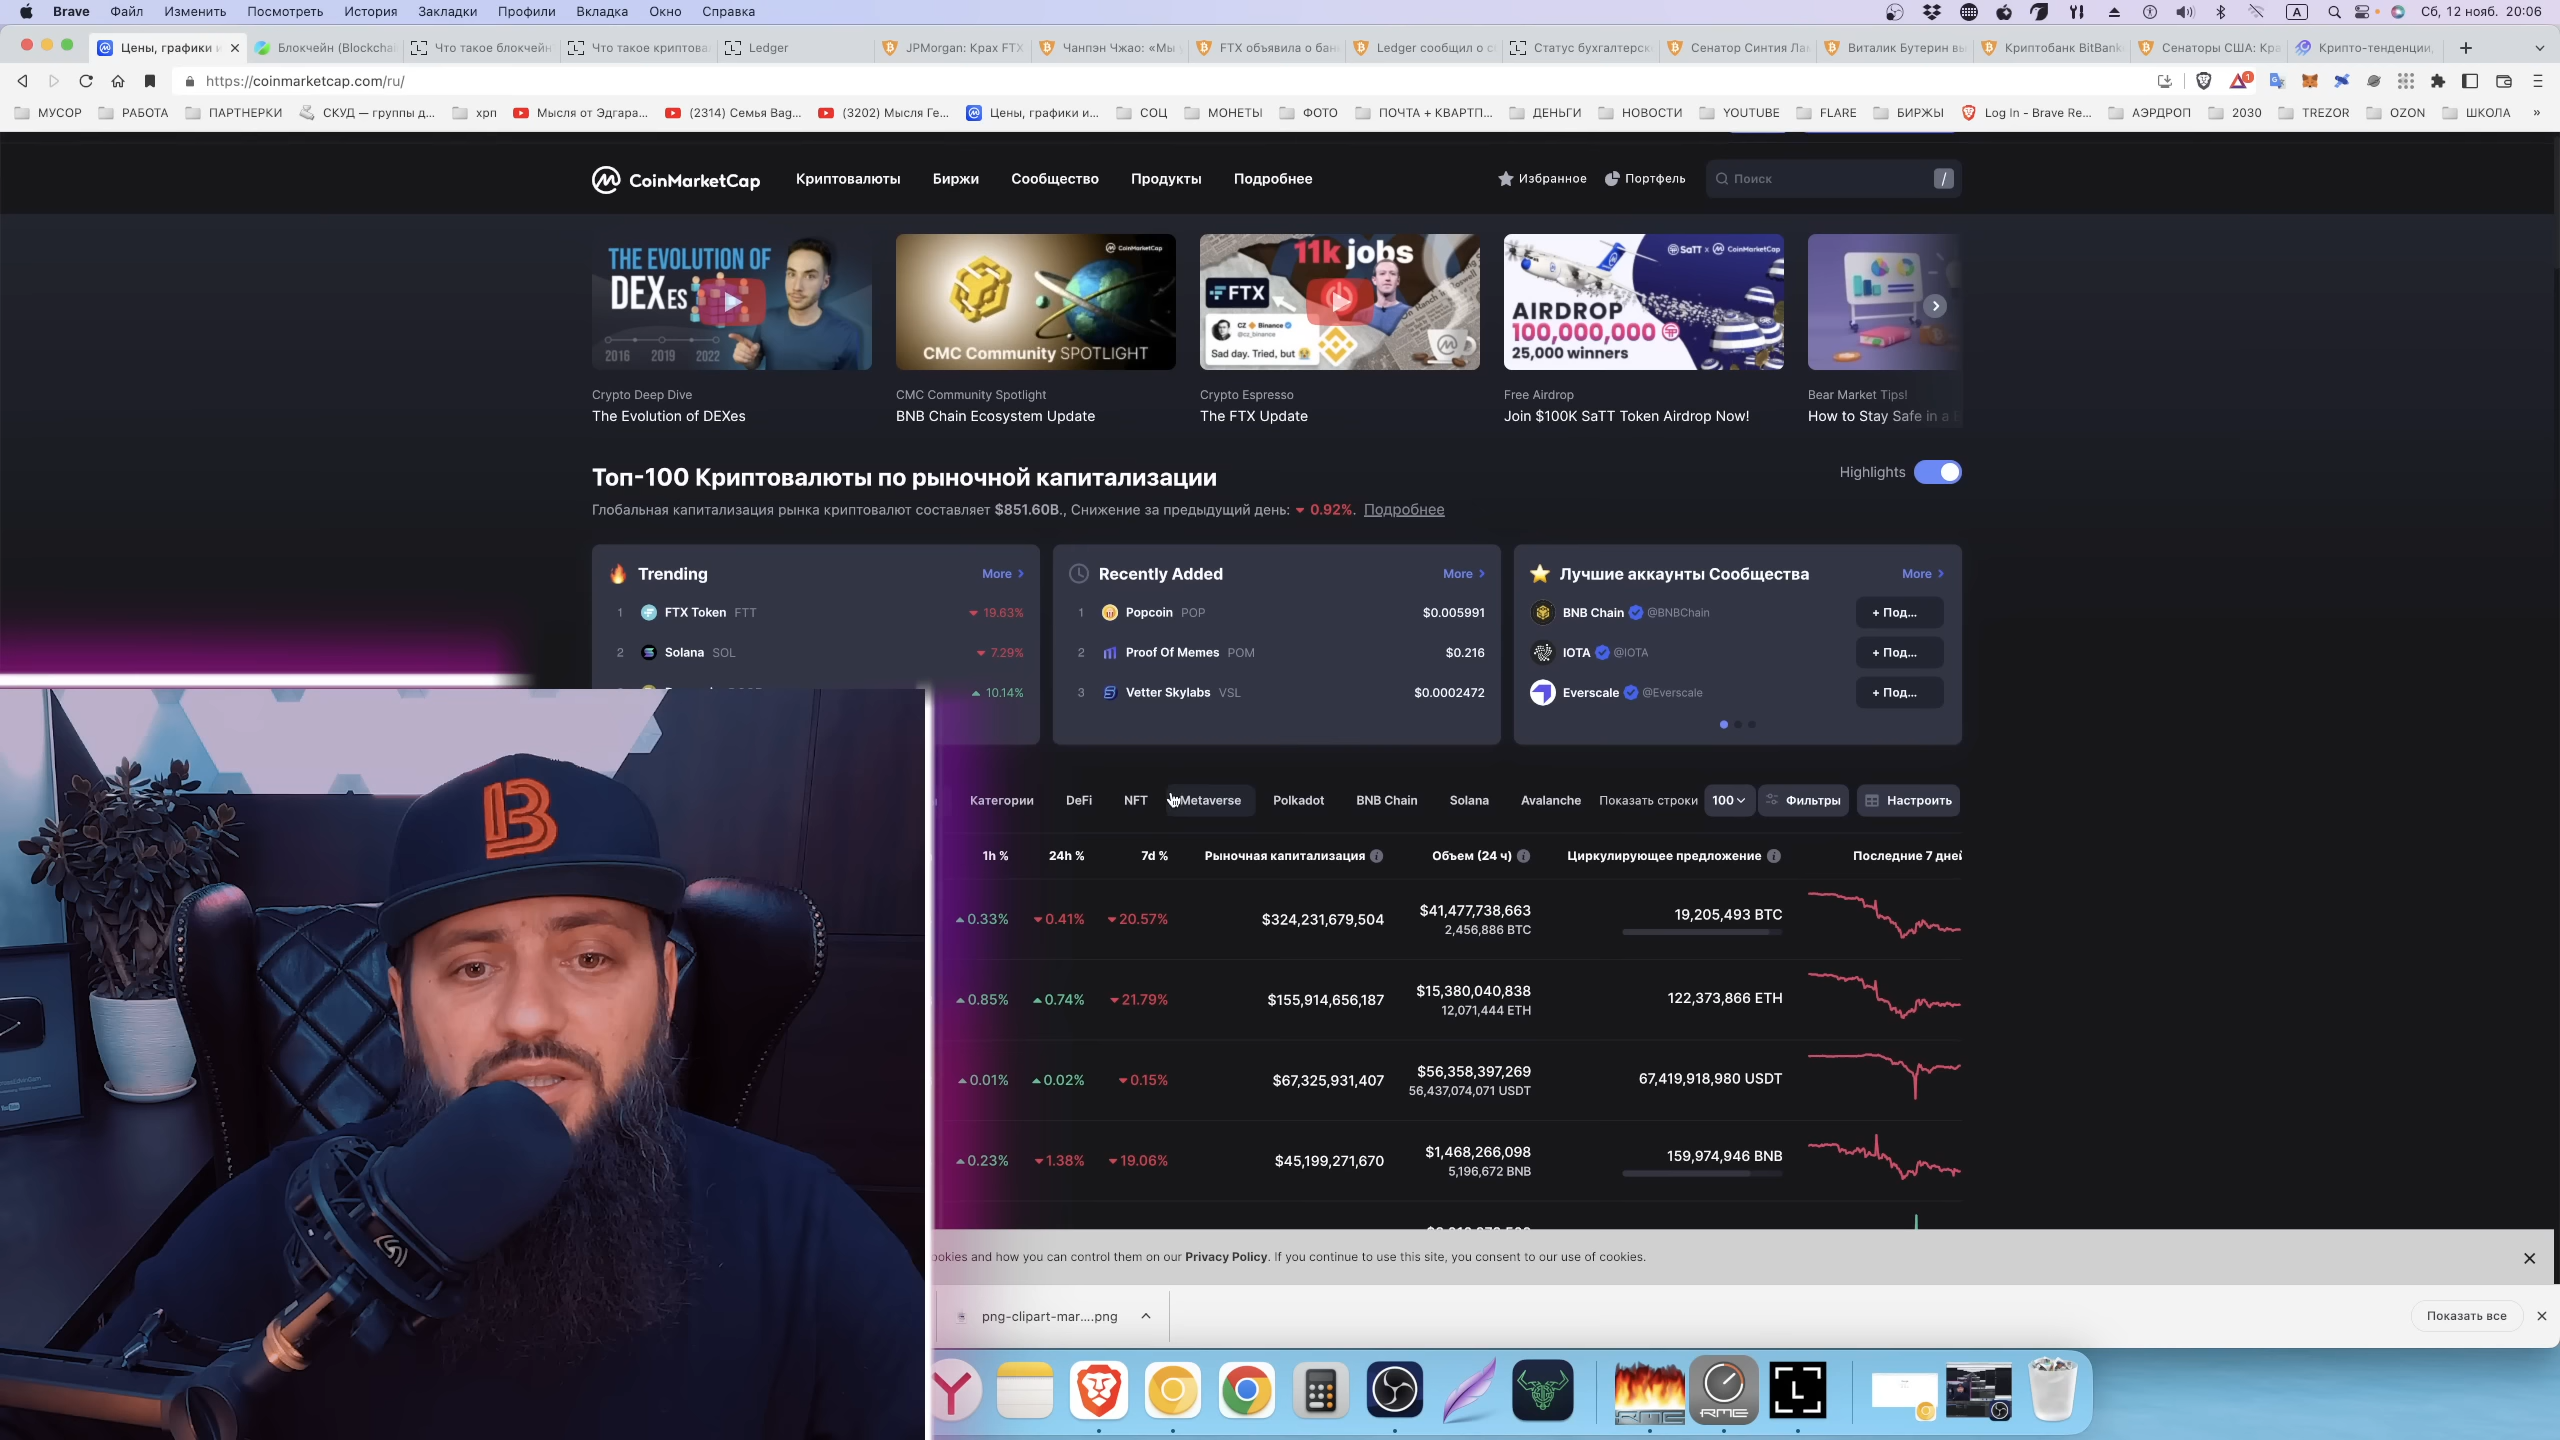 Brave Файл Изменить Посмотреть История Закладки Профили Вкладка Окно Справка
A Сб, 12 нояб. 20:06
Цены, графики и Блокчейн (Blockchai Что такое блокчейн Что такое криптова Ledger JPMorgan: Крах FTX Чанпэн Чжао: «Мы FTX объявила о бан Ledger сообщил о с Статус бухгалтерск Сенатор Синтия Ла Виталик Бутерин вы Криптобанк BitBank Сенаторы США: Кра Крипто-тенденции,
https://coinmarketcap.com/ru/
1
МУСОР РАБОТА ПАРТНЕРКИ СКУД — группы д... хрп Мысля от Эдгара... (2314) Семья Bag... (3202) Мысля Ге... Цены, графики и... СОЦ МОНЕТЫ ФОТО ПОЧТА + КВАРТП... ДЕНЬГИ НОВОСТИ YOUTUBE FLARE БИРЖЫ Log In - Brave Re... АЭРДРОП 2030 TREZOR OZON ШКОЛА »
CoinMarketCap Криптовалюты Биржи Сообщество Продукты Подробнее Избранное Портфель Поиск /
THE EVOLUTION OF
DEXES
2016 2019 2022
CoinMarketCap
CMC Community SPOTLIGHT
11k jobs
FTX
CZ Binance
@cz_binance
Sad day. Tried, but
SaTT x CoinMarketCap
AIRDROP
100,000,000
25,000 winners
Crypto Deep Dive
The Evolution of DEXes
CMC Community Spotlight
BNB Chain Ecosystem Update
Crypto Espresso
The FTX Update
Free Airdrop
Join $100K SaTT Token Airdrop Now!
Bear Market Tips!
How to Stay Safe in a
Топ-100 Криптовалюты по рыночной капитализации
Highlights
Глобальная капитализация рынка криптовалют составляет $851.60B., Снижение за предыдущий день: 0.92%. Подробнее
Trending More
1 FTX Token FTT 19.63%
2 Solana SOL 7.29%
10.14%
Recently Added More
1 Popcoin POP $0.005991
2 Proof Of Memes POM $0.216
3 Vetter Skylabs VSL $0.0002472
Лучшие аккаунты Сообщества More
BNB Chain @BNBChain + Под...
IOTA @IOTA + Под...
Everscale @Everscale + Под...
Категории DeFi NFT Metaverse Polkadot BNB Chain Solana Avalanche Показать строки 100 Фильтры Настроить
1h % 24h % 7d % Рыночная капитализация Объем (24 ч) Циркулирующее предложение Последние 7 дней
0.33% 0.41% 20.57% $324,231,679,504 $41,477,738,663 19,205,493 BTC
2,456,886 BTC
0.85% 0.74% 21.79% $155,914,656,187 $15,380,040,838 122,373,866 ETH
12,071,444 ETH
0.01% 0.02% 0.15% $67,325,931,407 $56,358,397,269 67,419,918,980 USDT
56,437,074,071 USDT
0.23% 1.38% 19.06% $45,199,271,670 $1,468,266,098 159,974,946 BNB
5,196,672 BNB
ookies and how you can control them on our Privacy Policy. If you continue to use this site, you consent to our use of cookies.
png-clipart-mar....png
Показать все
B
YouTube
RME
RME
L